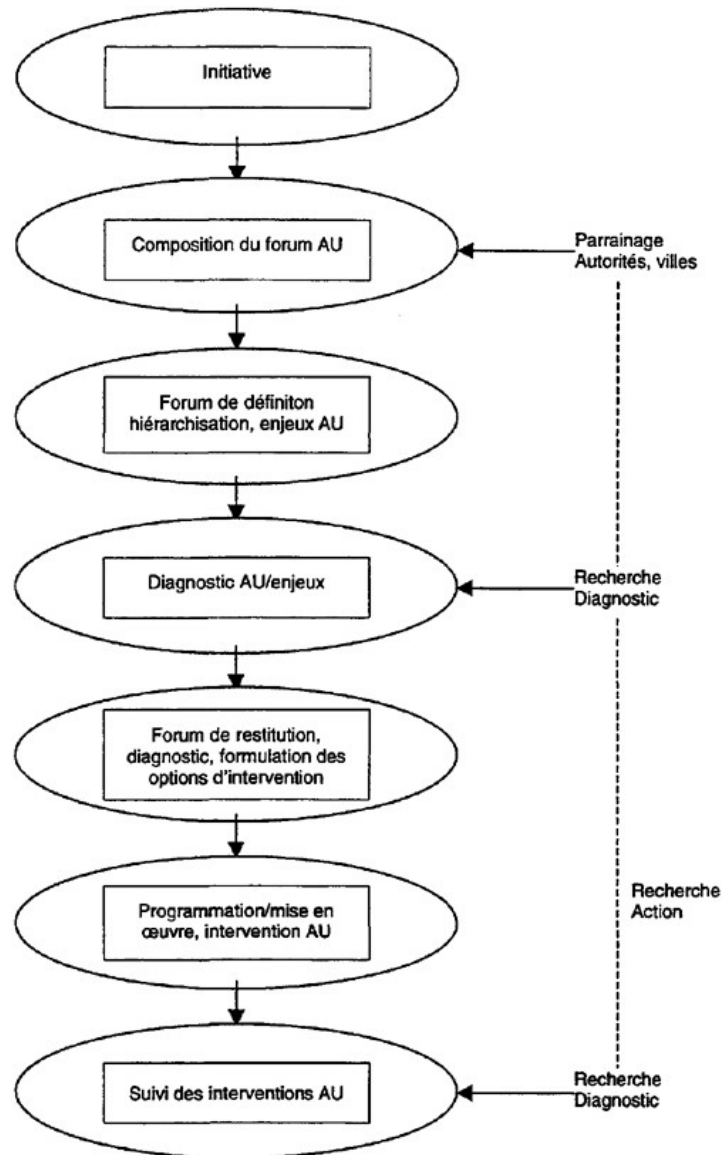 Initiative
Composition du forum AU
Parrainage
Autorités, villes
Forum de définiton
hiérarchisation, enjeux AU
Diagnostic AU/enjeux
Recherche
Diagnostic
Forum de restitution,
diagnostic, formulation des
options d'intervention
Programmation/mise en
œuvre, intervention AU
Recherche
Action
Suivi des interventions AU
Recherche
Diagnostic